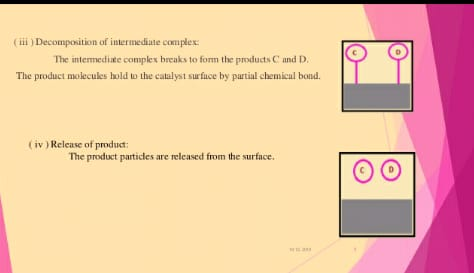 ( iii ) Decomposition of intermediate complex:
The intermediate complex breaks to form the products C and D.
The product molecules hold to the catalyst surface by partial chemical bond.
C D
( iv ) Release of product:
The product particles are released from the surface.
C D